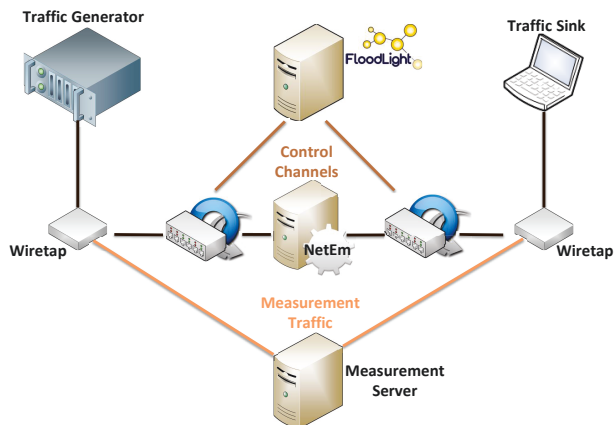 Traffic Generator
FloodLight
Traffic Sink
Control
Channels
NetEm
Wiretap
Wiretap
Measurement
Traffic
Measurement
Server